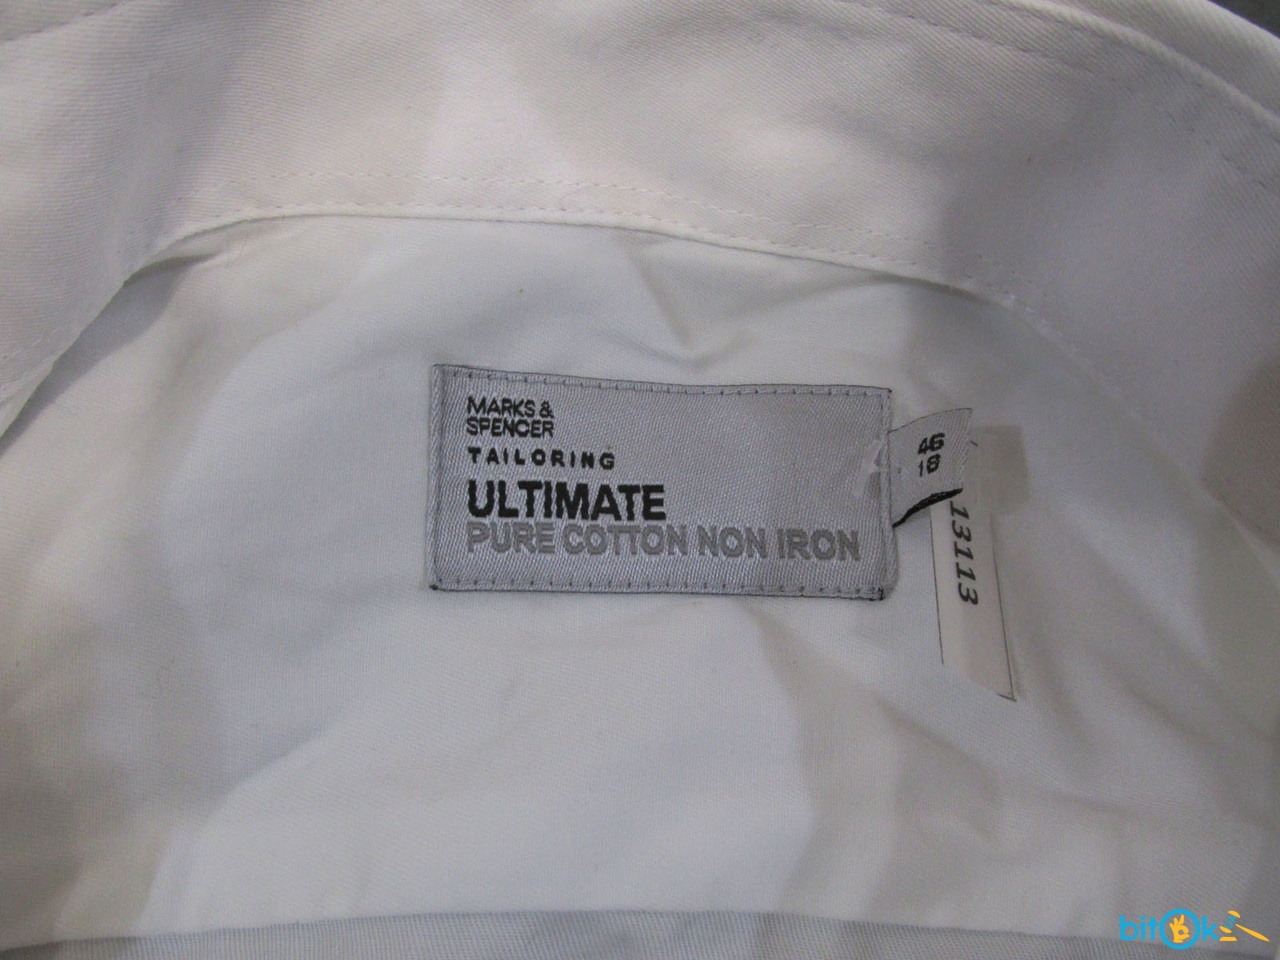 MARKS &
SPENCER
TAILORING
ULTIMATE
PURE COTTON NON IRON
46
18
13113
bitOk